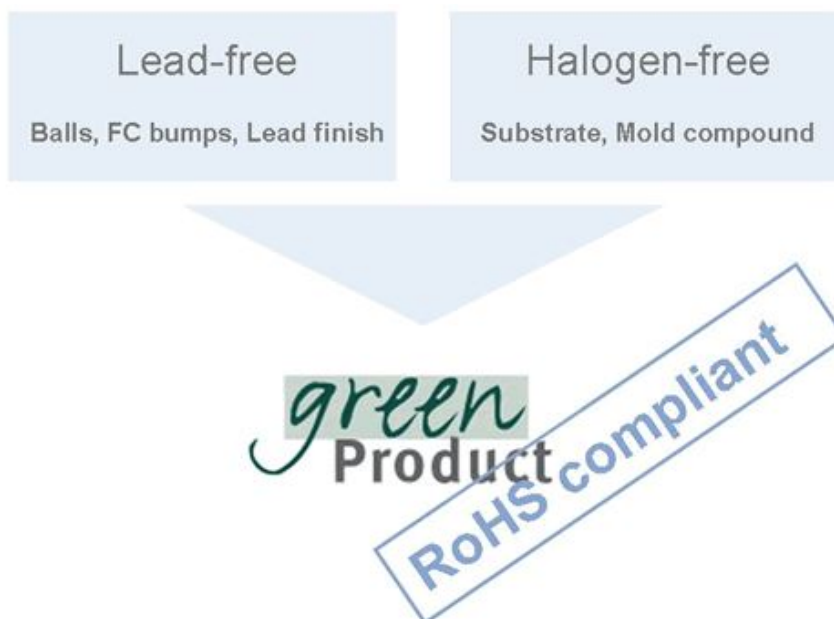 Lead-free
Balls, FC bumps, Lead finish
Halogen-free
Substrate, Mold compound
green
Product
RoHS compliant